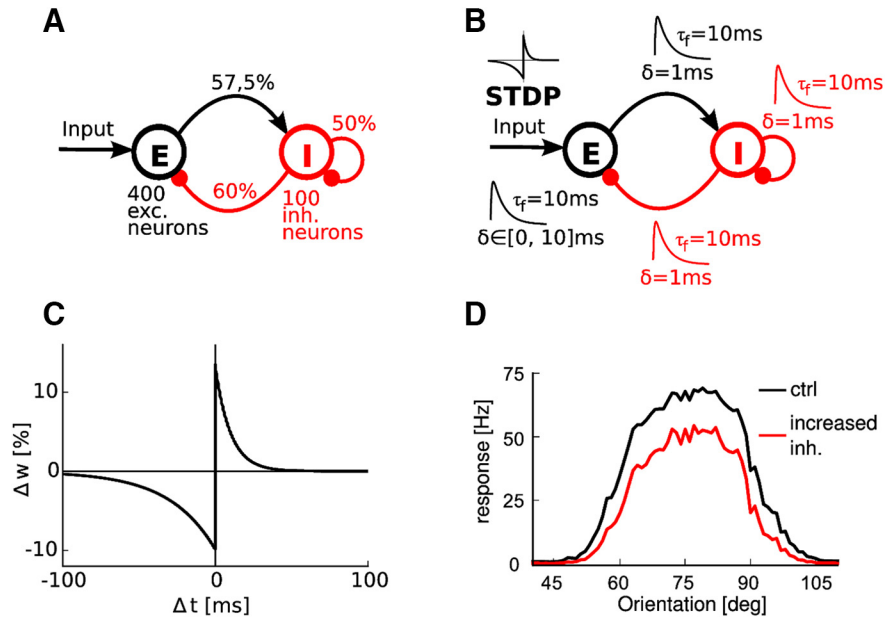 A
57,5%
50%
Input
E
I
60%
400
exc.
neurons
100
inh.
neurons
B
τf=10ms
δ=1ms
τf=10ms
δ=1ms
STDP
Input
E
I
τf=10ms
δ∈[0, 10]ms
τf=10ms
δ=1ms
C
Δw [%]
10
0
-10
-100
0
100
Δt [ms]
D
response [Hz]
75
50
25
0
45
60
75
90
105
Orientation [deg]
ctrl
increased
inh.